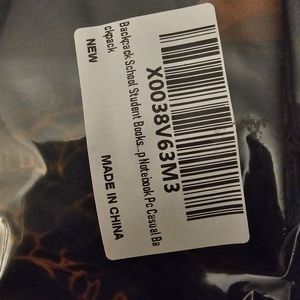 X0038V63M3
Backpack School Student Books...p Notebook Pc Casual Ba
ckpack
NEW
MADE IN CHINA